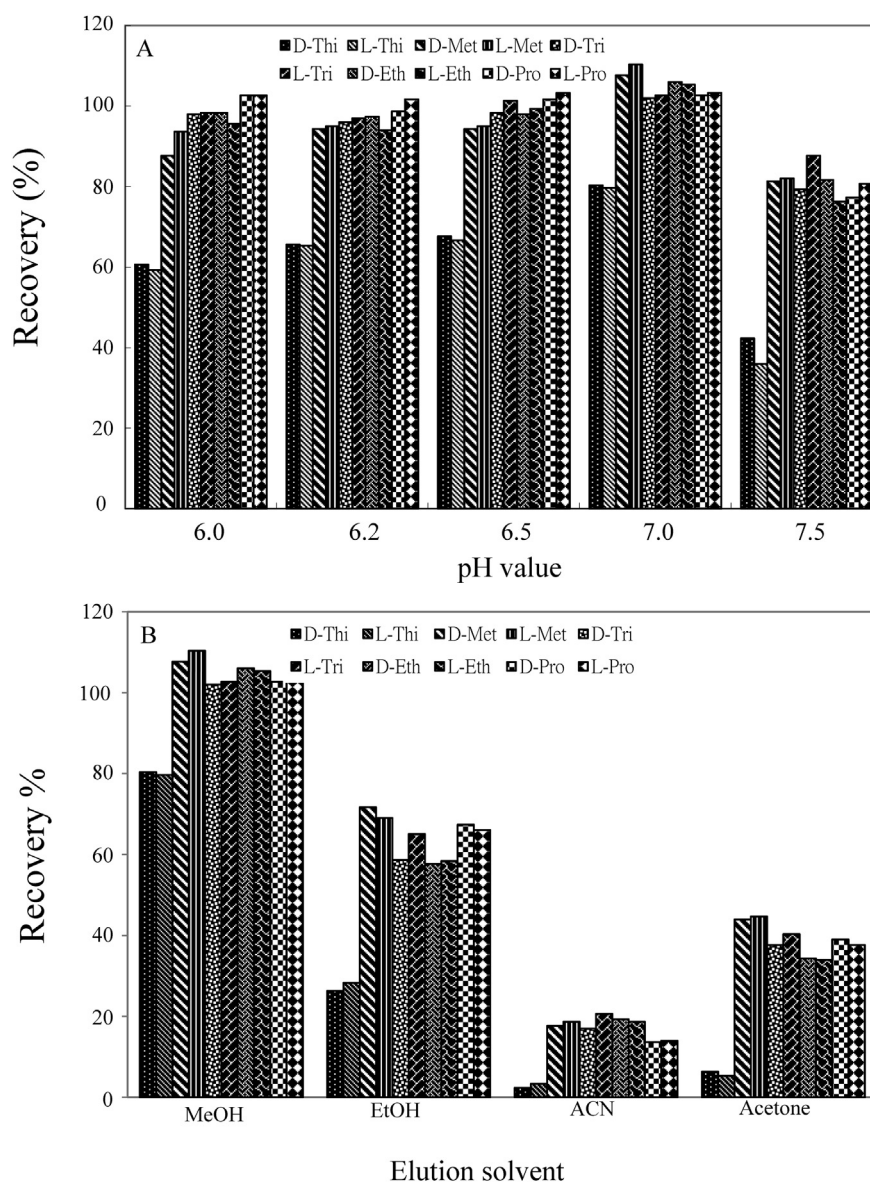 A
D-Thi L-Thi D-Met L-Met D-Tri
L-Tri D-Eth L-Eth D-Pro L-Pro
Recovery (%)
120
100
80
60
40
20
0
6.0 6.2 6.5 7.0 7.5
pH value
B
D-Thi L-Thi D-Met L-Met D-Tri
L-Tri D-Eth L-Eth D-Pro L-Pro
Recovery %
120
100
80
60
40
20
0
MeOH EtOH ACN Acetone
Elution solvent